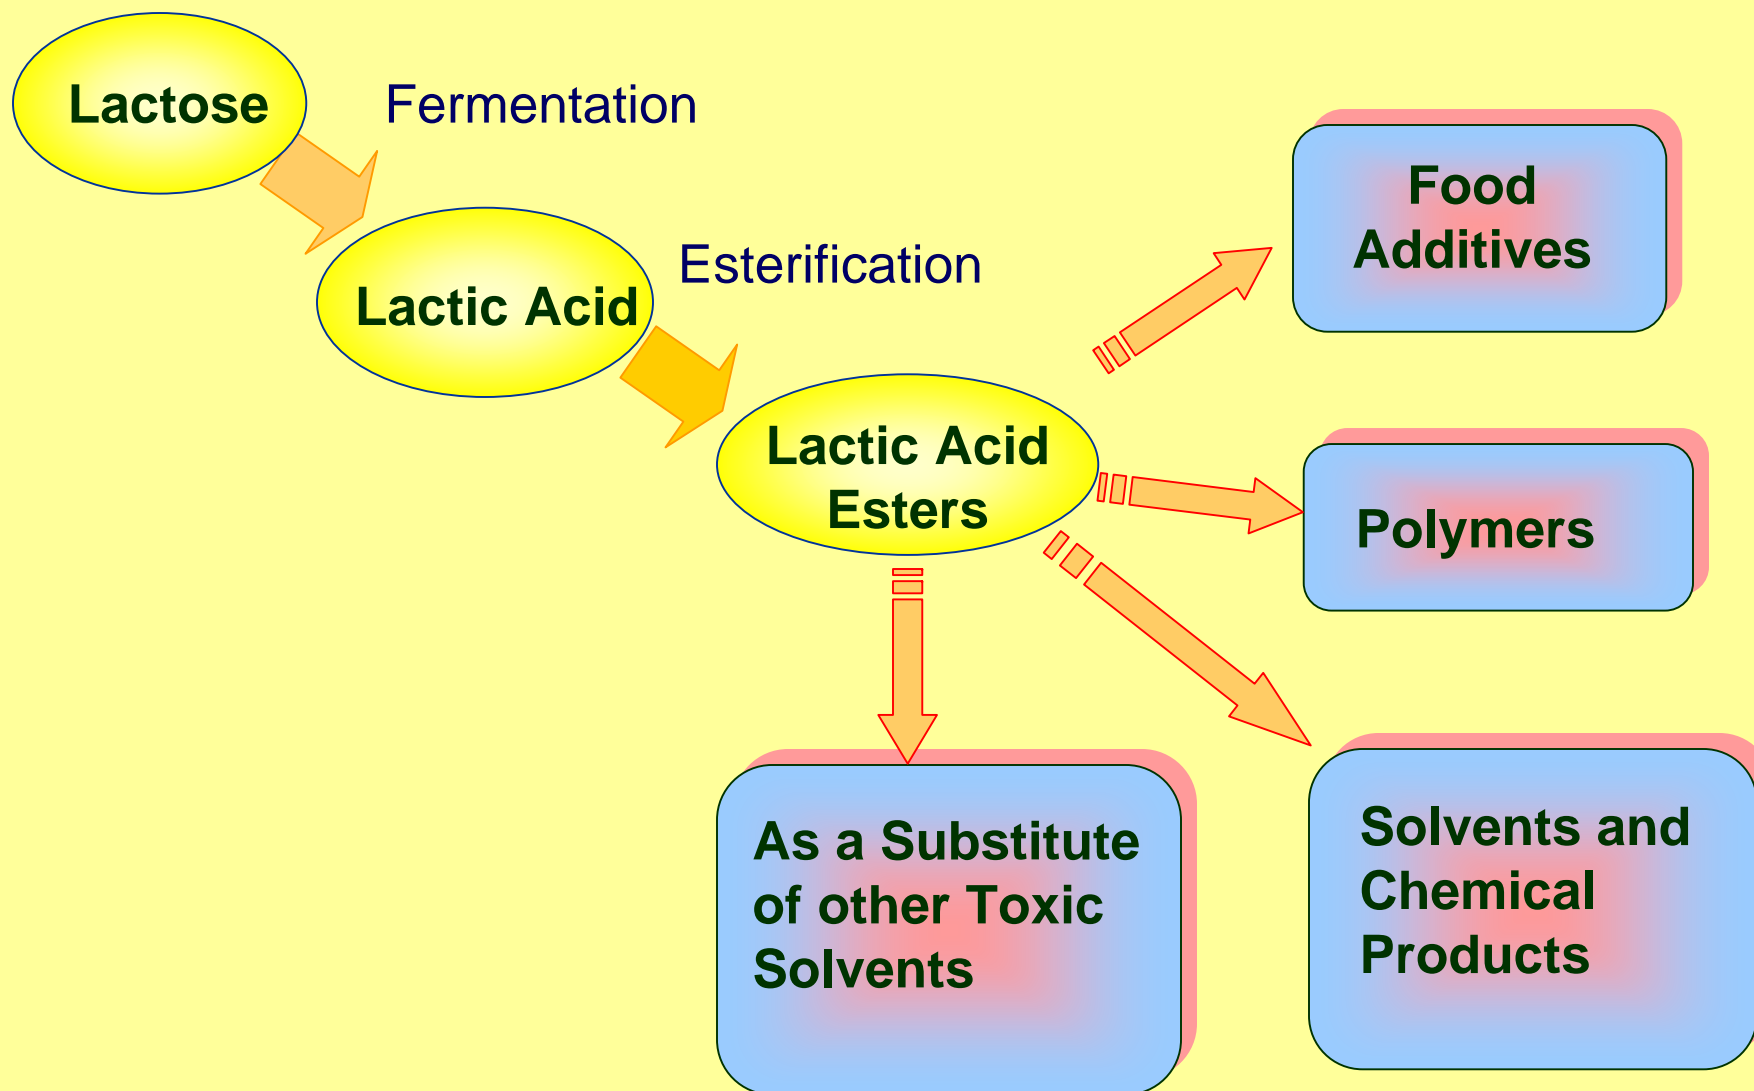 Lactose
Fermentation
Lactic Acid
Esterification
Lactic Acid
Esters
Food
Additives
Polymers
As a Substitute
of other Toxic
Solvents
Solvents and
Chemical
Products